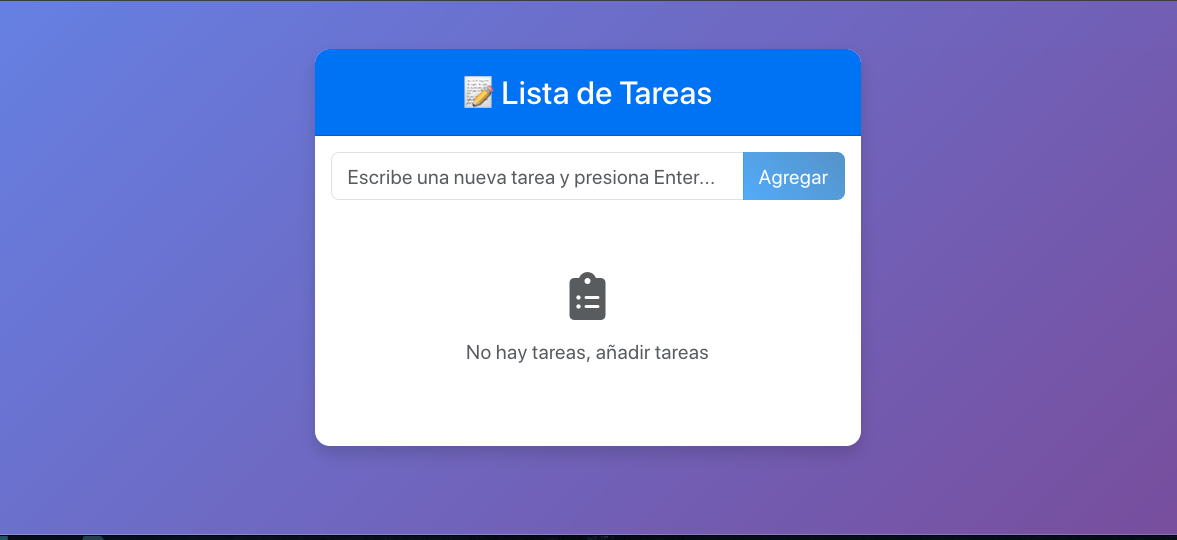 📝 Lista de Tareas
Escribe una nueva tarea y presiona Enter... Agregar
No hay tareas, añadir tareas